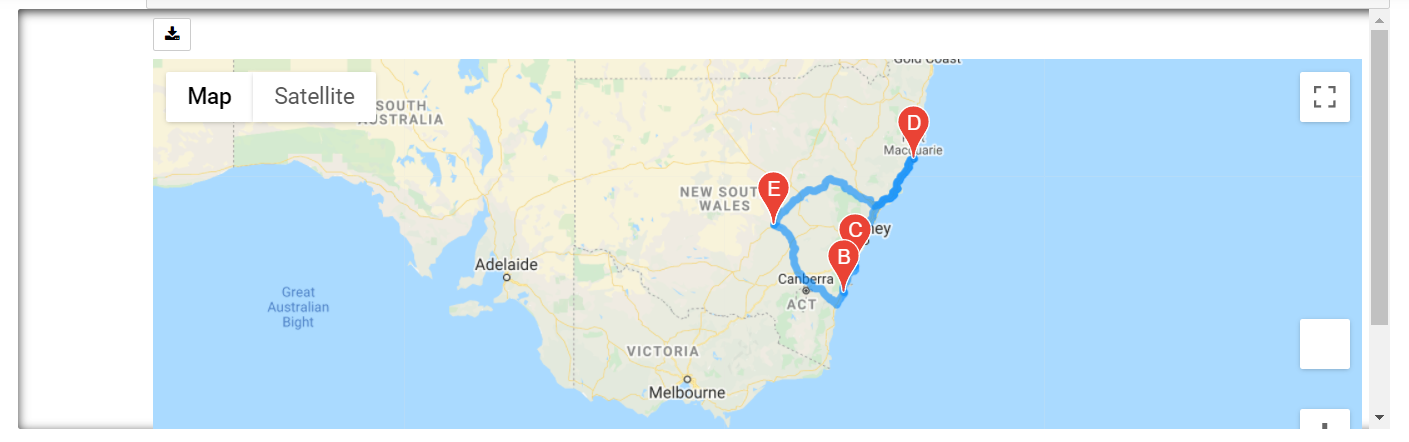 Gold Coast
Map
Satellite
SOUTH
AUSTRALIA
D
Macquarie
NEW SOUTH
WALES
E
C
ney
B
Adelaide
Canberra
ACT
Great
Australian
Bight
VICTORIA
Melbourne